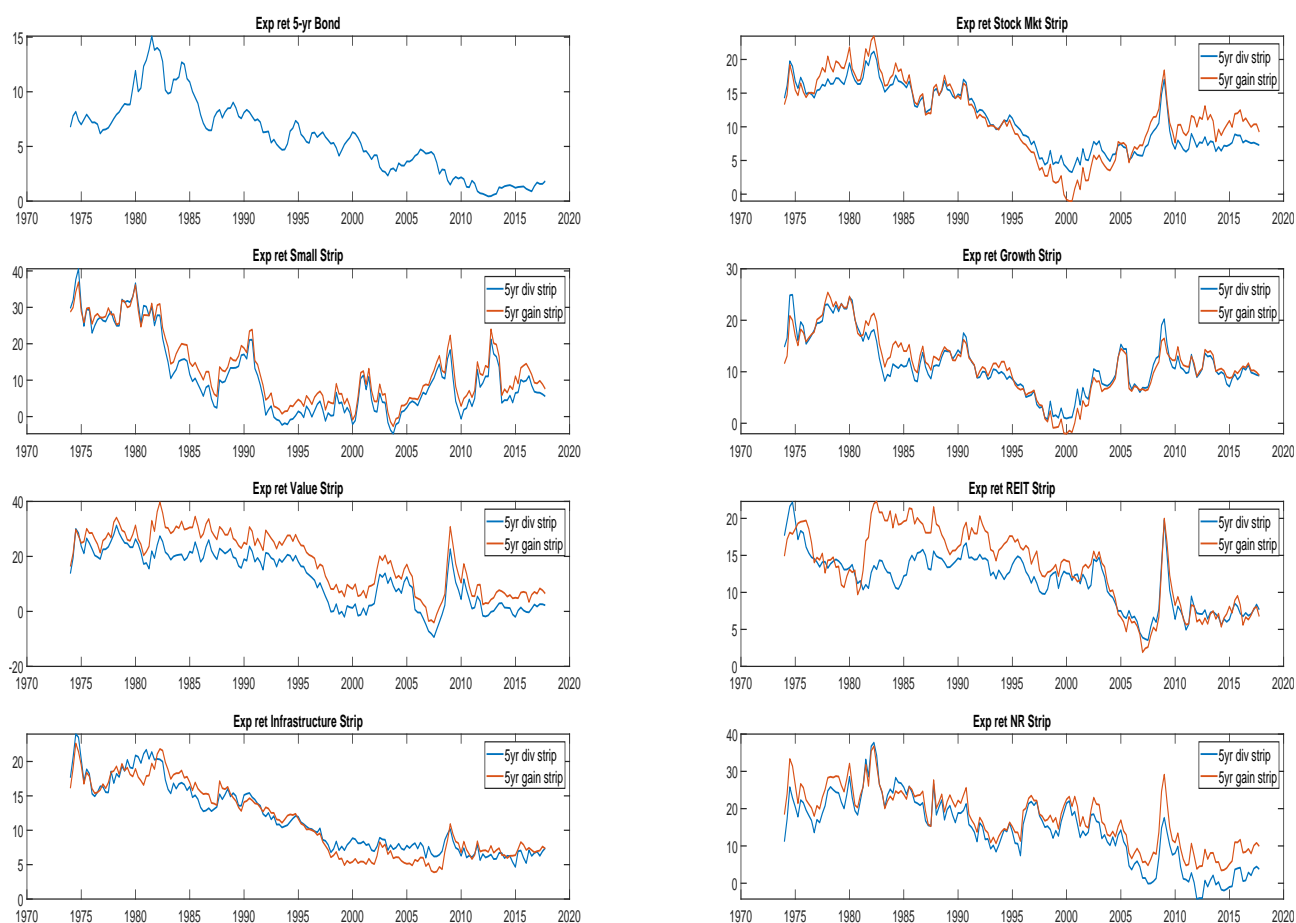 Exp ret 5-yr Bond
15
10
5
0
1970 1975 1980 1985 1990 1995 2000 2005 2010 2015 2020
Exp ret Stock Mkt Strip
5yr div strip
5yr gain strip
20
15
10
5
0
1970 1975 1980 1985 1990 1995 2000 2005 2010 2015 2020
Exp ret Small Strip
5yr div strip
5yr gain strip
40
30
20
10
0
1970 1975 1980 1985 1990 1995 2000 2005 2010 2015 2020
Exp ret Growth Strip
5yr div strip
5yr gain strip
30
20
10
0
1970 1975 1980 1985 1990 1995 2000 2005 2010 2015 2020
Exp ret Value Strip
5yr div strip
5yr gain strip
40
20
0
-20
1970 1975 1980 1985 1990 1995 2000 2005 2010 2015 2020
Exp ret REIT Strip
5yr div strip
5yr gain strip
20
15
10
5
0
1970 1975 1980 1985 1990 1995 2000 2005 2010 2015 2020
Exp ret Infrastructure Strip
5yr div strip
5yr gain strip
20
15
10
5
0
1970 1975 1980 1985 1990 1995 2000 2005 2010 2015 2020
Exp ret NR Strip
5yr div strip
5yr gain strip
40
30
20
10
0
1970 1975 1980 1985 1990 1995 2000 2005 2010 2015 2020